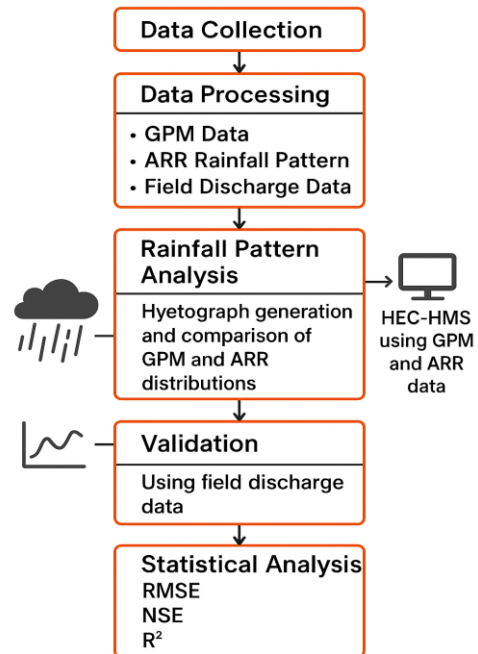 Data Collection
Data Processing
• GPM Data
• ARR Rainfall Pattern
• Field Discharge Data
Rainfall Pattern
Analysis
Hyetograph generation
and comparison of
GPM and ARR
distributions
HEC-HMS
using GPM
and ARR
data
Validation
Using field discharge
data
Statistical Analysis
RMSE
NSE
R²